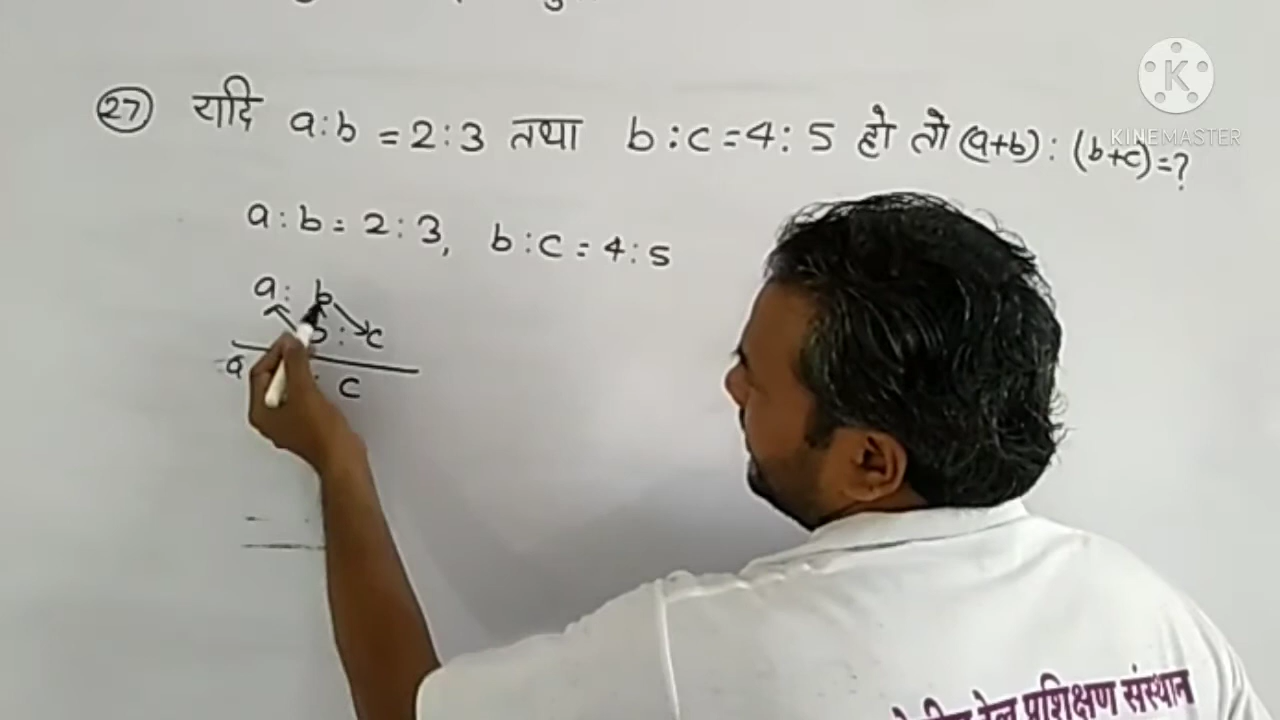 KINEMASTER
(27) यदि a:b = 2:3 तथा b:c = 4:5 हो तो (a+b) : (b+c) = ?
a:b = 2:3, b:c = 4:5
a: b
b : c
a : c
रेल प्रशिक्षण संस्थान